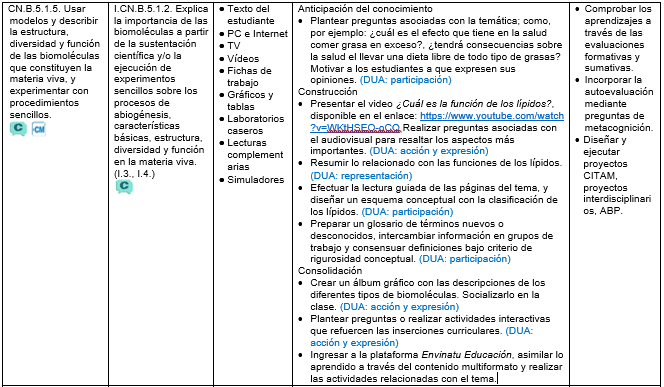 CN.B.5.1.5. Usar
modelos y describir
la estructura,
diversidad y función
de las biomoléculas
que constituyen la
materia viva, y
experimentar con
procedimientos
sencillos.
C CM
I.CN.B.5.1.2. Explica
la importancia de las
biomoléculas a partir
de la sustentación
científica y/o la
ejecución de
experimentos
sencillos sobre los
procesos de
abiogénesis,
características
básicas, estructura,
diversidad y función
en la materia viva.
(I.3., I.4.)
C
• Texto del
estudiante
• PC e Internet
• TV
• Vídeos
• Fichas de
trabajo
• Gráficos y
tablas
• Laboratorios
caseros
• Lecturas
complement
arias
• Simuladores
Anticipación del conocimiento
• Plantear preguntas asociadas con la temática; como,
por ejemplo: ¿cuál es el efecto que tiene en la salud
comer grasa en exceso?, ¿tendrá consecuencias sobre
la salud el llevar una dieta libre de todo tipo de grasas?
Motivar a los estudiantes a que expresen sus
opiniones. (DUA: participación)
Construcción
• Presentar el video ¿Cuál es la función de los lípidos?,
disponible en el enlace: https://www.youtube.com/watch
?v=WKtHSEO-oCQ Realizar preguntas asociadas con
el audiovisual para resaltar los aspectos más
importantes. (DUA: acción y expresión)
• Resumir lo relacionado con las funciones de los lípidos.
(DUA: representación)
• Efectuar la lectura guiada de las páginas del tema, y
diseñar un esquema conceptual con la clasificación de
los lípidos. (DUA: participación)
• Preparar un glosario de términos nuevos o
desconocidos, intercambiar información en grupos de
trabajo y consensuar definiciones bajo criterio de
rigurosidad conceptual. (DUA: participación)
Consolidación
• Crear un álbum gráfico con las descripciones de los
diferentes tipos de biomoléculas. Socializarlo en la
clase. (DUA: participación)
• Plantear preguntas o realizar actividades interactivas
que refuercen las inserciones curriculares. (DUA:
acción y expresión)
• Ingresar a la plataforma Envinatu Educación, asimilar lo
aprendido a través del contenido multiformato y realizar
las actividades relacionadas con el tema.
• Comprobar los
aprendizajes a
través de las
evaluaciones
formativas y
sumativas.
• Incorporar la
autoevaluación
mediante
preguntas de
metacognición.
• Diseñar y
ejecutar
proyectos
CITAM,
proyectos
interdisciplinari
os, ABP.